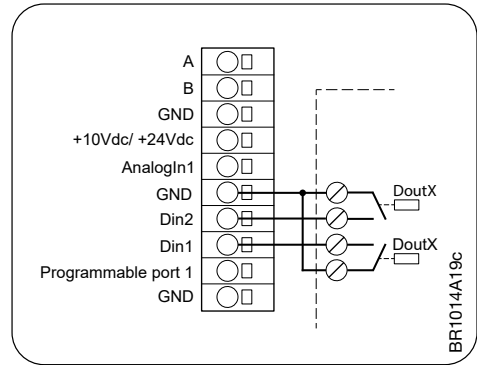 A
B
GND
+10Vdc/ +24Vdc
AnalogIn1
GND
Din2
Din1
Programmable port 1
GND
DoutX
DoutX
BR1014A19c